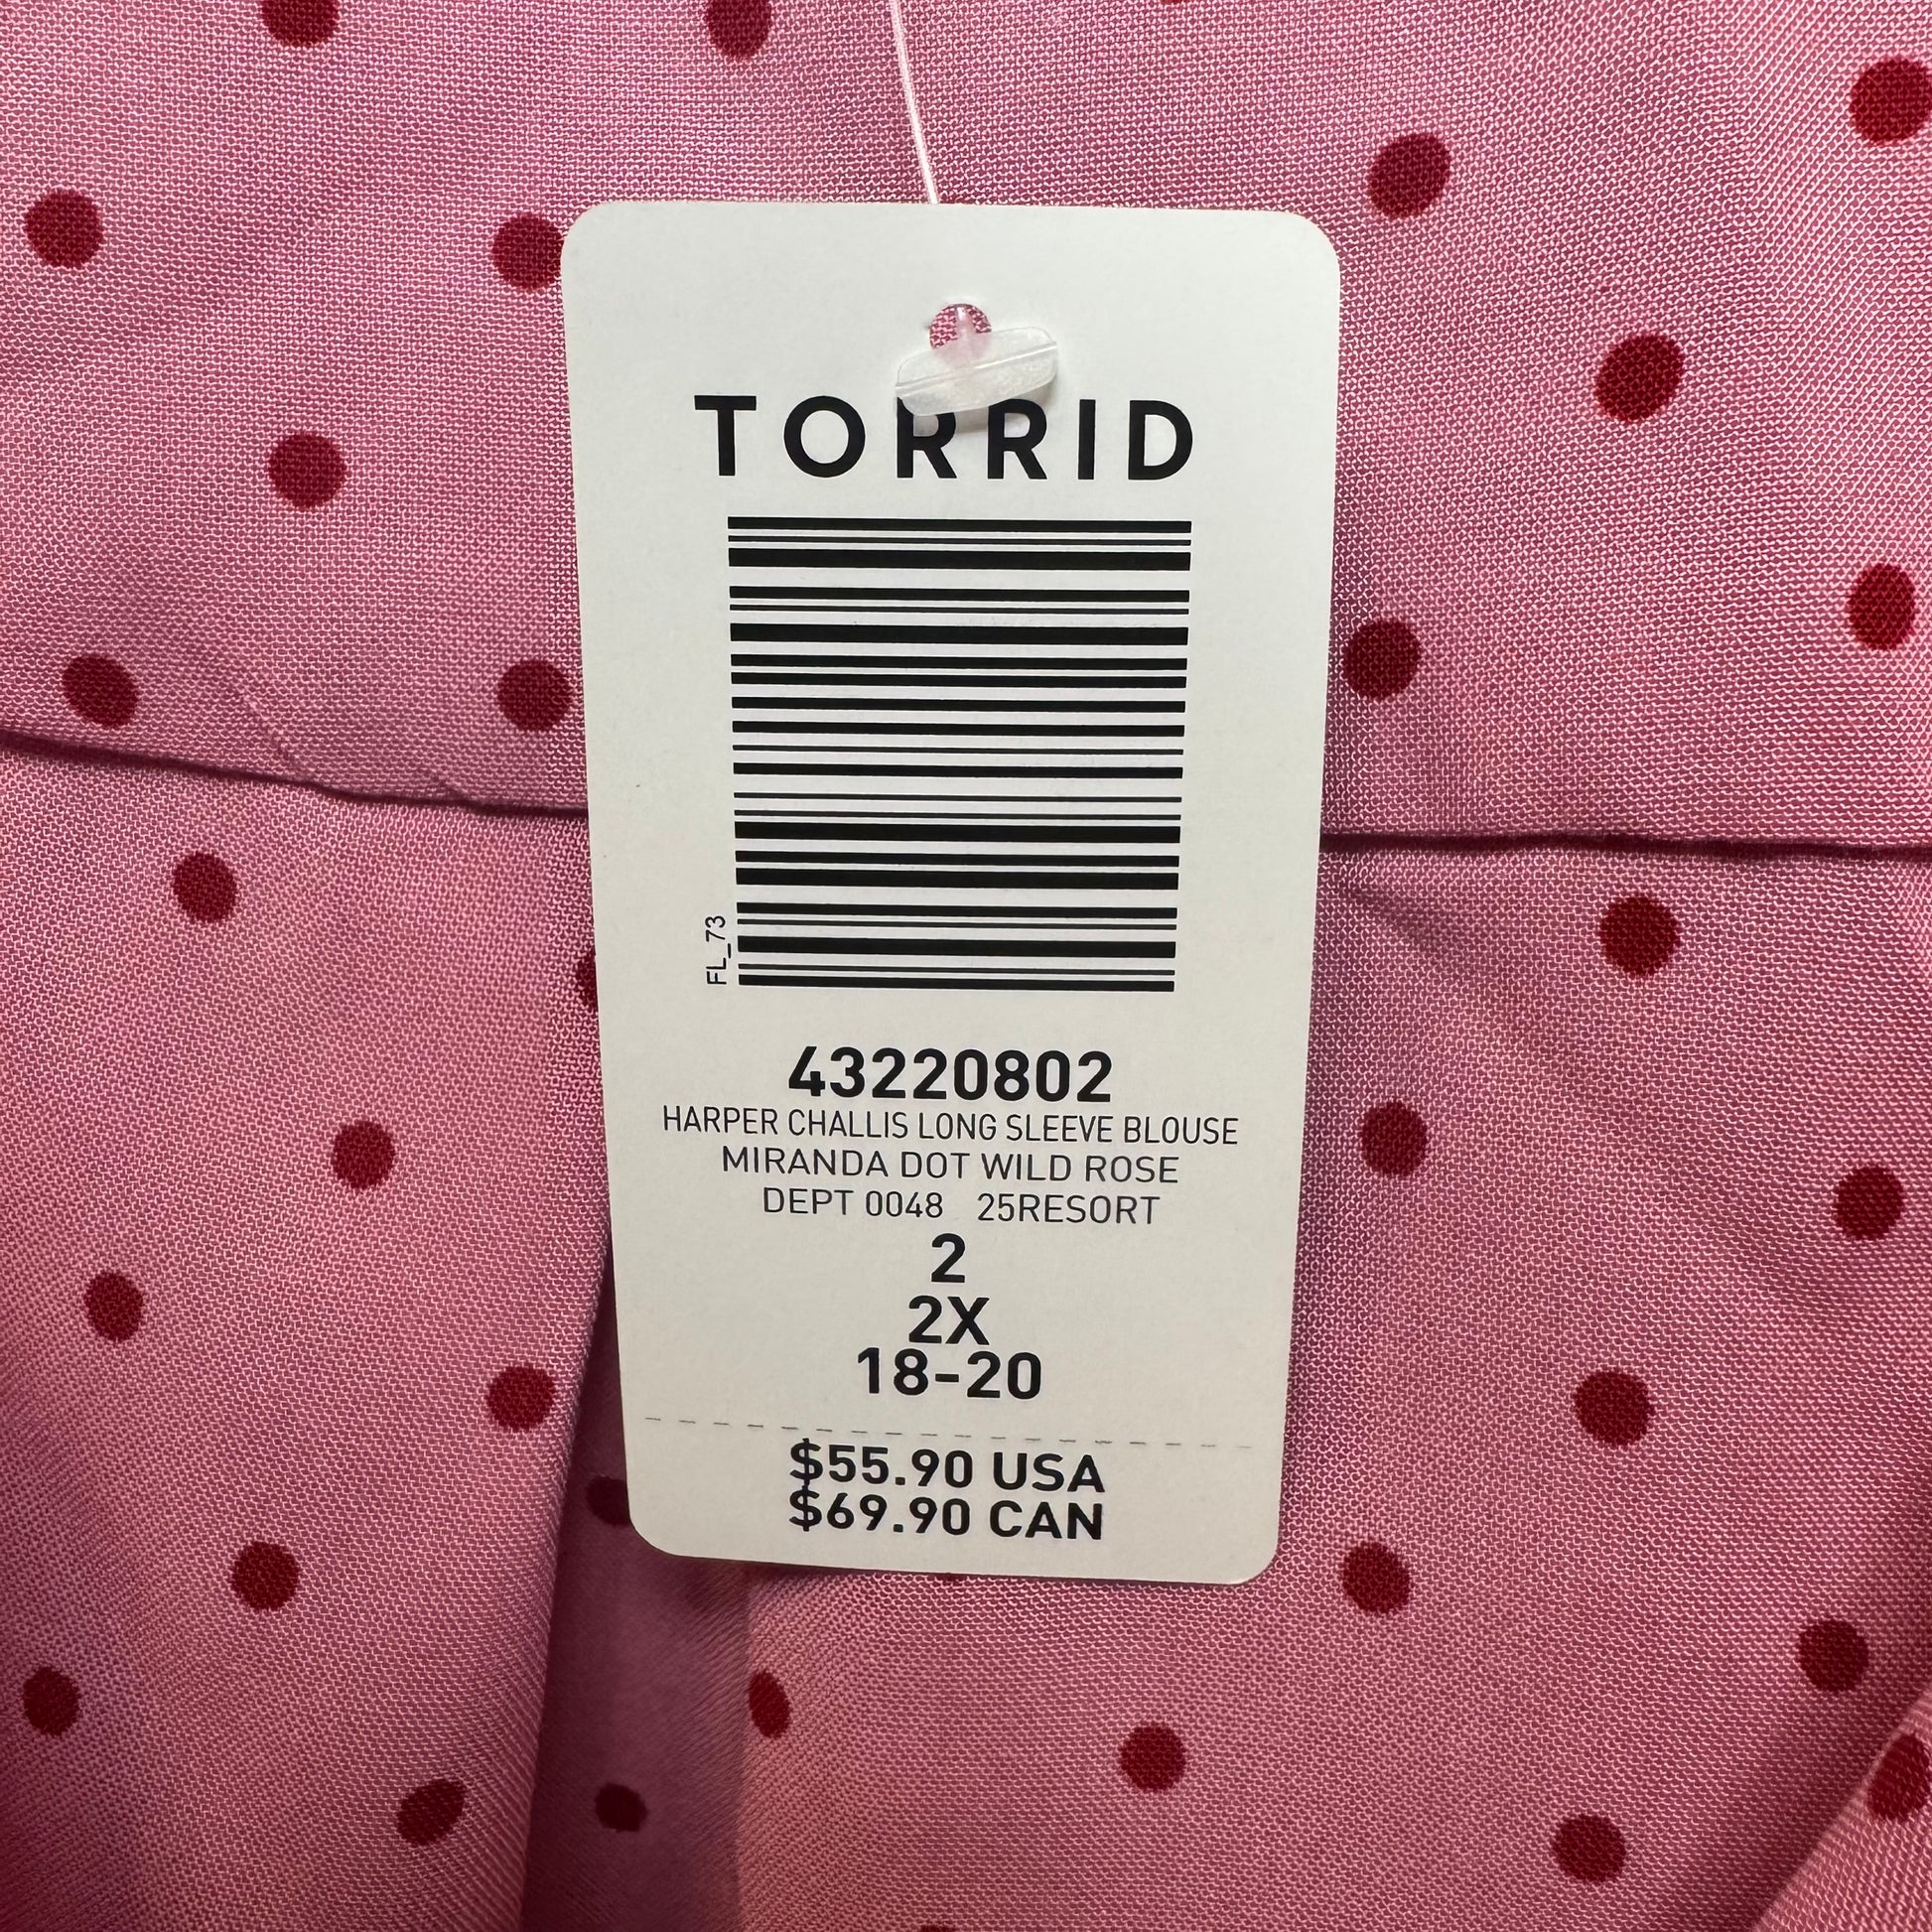 TORRID
FL_73
43220802
HARPER CHALLIS LONG SLEEVE BLOUSE
MIRANDA DOT WILD ROSE
DEPT 0048 25RESORT
2
2X
18-20
$55.90 USA
$69.90 CAN